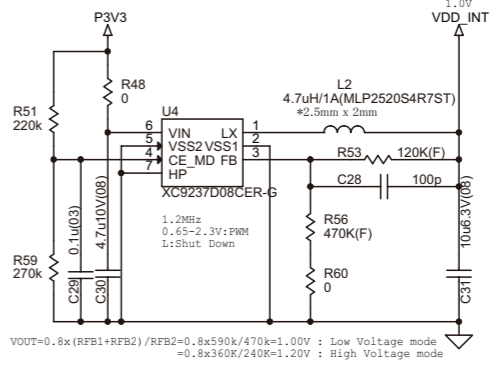 1.0V
P3V3
VDD_INT
R48
0
L2
4.7uH/1A(MLP2520S4R7ST)
*2.5mm x 2mm
R51
220k
U4
6
VIN
LX
1
5
VSS2
VSS1
2
4
CE_MD
FB
3
7
HP
XC9237D08CER-G
R53
120K(F)
C28
100p
1.2MHz
0.65-2.3V:PWM
L:Shut Down
R56
470K(F)
R59
270k
C29
0.1u(03)
C30
4.7u10V(08)
R60
0
C31
10u6.3V(08)
VOUT=0.8x(RFB1+RFB2)/RFB2=0.8x590k/470k=1.00V : Low Voltage mode
=0.8x360K/240K=1.20V : High Voltage mode